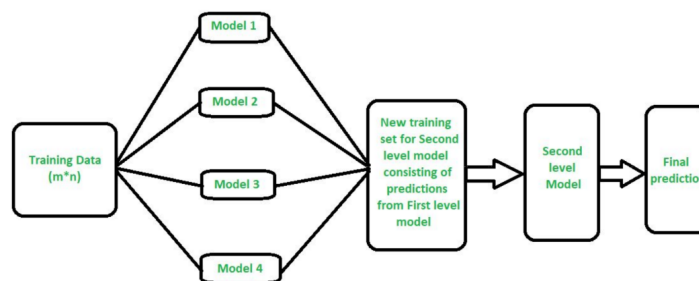 Model 1
Model 2
Training Data
(m*n)
Model 3
Model 4
New training
set for Second
level model
consisting of
predictions
from First level
model
Second
level
Model
Final
prediction